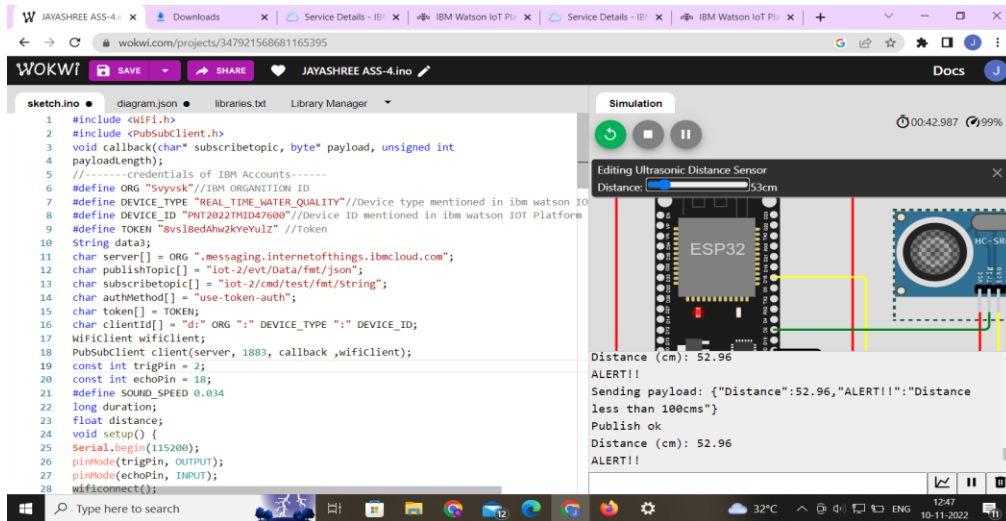 JAYASHREE ASS-4.i
Downloads
Service Details - IB
IBM Watson IoT Pla
Service Details - IB
IBM Watson IoT Pla
wokwi.com/projects/347921568681165395
WOKWI SAVE SHARE JAYASHREE ASS-4.ino Docs J
sketch.ino diagram.json libraries.txt Library Manager
1 #include <WiFi.h>
2 #include <PubSubClient.h>
3 void callback(char* subscribetopic, byte* payload, unsigned int
4 payloadLength);
5 //-------credentials of IBM Accounts------
6 #define ORG "5vyvsk"//IBM ORGANITION ID
7 #define DEVICE_TYPE "REAL_TIME_WATER_QUALITY"//Device type mentioned in ibm watson IO
8 #define DEVICE_ID "PNT2022TMID47600"//Device ID mentioned in ibm watson IOT Platform
9 #define TOKEN "8vsl8edAhw2kYeYulZ" //Token
10 String data3;
11 char server[] = ORG ".messaging.internetofthings.ibmcloud.com";
12 char publishTopic[] = "iot-2/evt/Data/fmt/json";
13 char subscribetopic[] = "iot-2/cmd/test/fmt/String";
14 char authMethod[] = "use-token-auth";
15 char token[] = TOKEN;
16 char clientId[] = "d:" ORG ":" DEVICE_TYPE ":" DEVICE_ID;
17 WiFiClient wifiClient;
18 PubSubClient client(server, 1883, callback ,wifiClient);
19 const int trigPin = 2;
20 const int echoPin = 18;
21 #define SOUND_SPEED 0.034
22 long duration;
23 float distance;
24 void setup() {
25 Serial.begin(115200);
26 pinMode(trigPin, OUTPUT);
27 pinMode(echoPin, INPUT);
28 wificonnect();
Simulation
00:42.987 99%
Editing Ultrasonic Distance Sensor
Distance: 53cm
ESP32
HC-SR
Vcc
Trig
Echo
Distance (cm): 52.96
ALERT!!
Sending payload: {"Distance":52.96,"ALERT!!":"Distance
less than 100cms"}
Publish ok
Distance (cm): 52.96
ALERT!!
Type here to search
12
32°C
ENG
12:47
10-11-2022